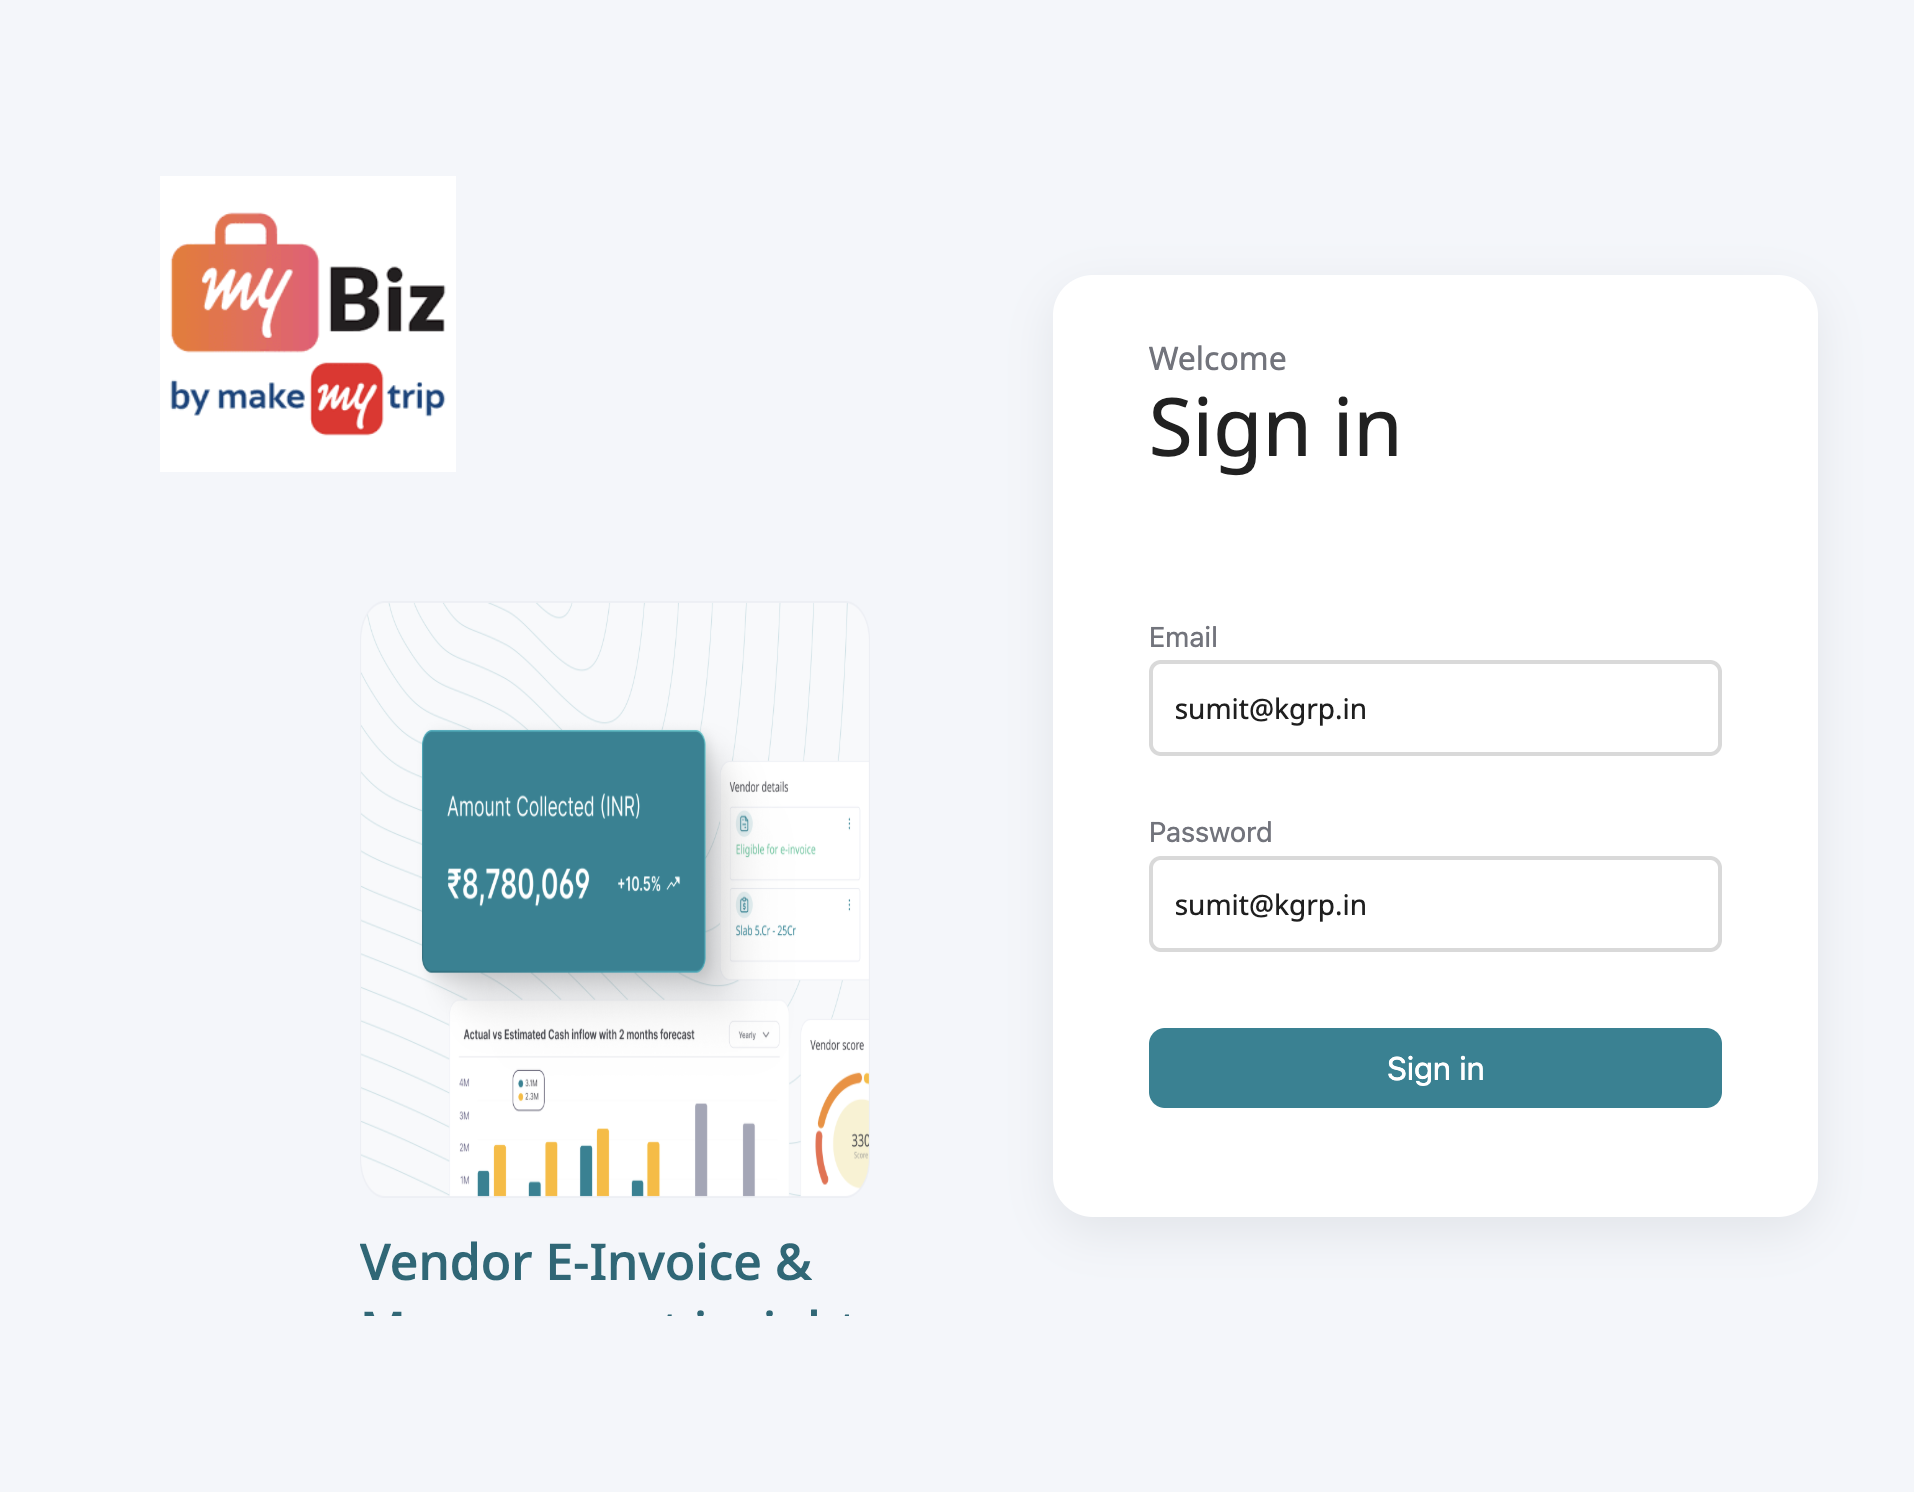 my Biz
by make my trip
Welcome
Sign in
Email
sumit@kgrp.in
Password
sumit@kgrp.in
Sign in
Amount Collected (INR)
₹8,780,069 +10.5%
Vendor details
Eligible for e-invoice
Slab 5.Cr - 25Cr
Actual vs Estimated Cash inflow with 2 months forecast
Yearly
4M
3M
2M
1M
3.1M
2.3M
Vendor score
330
Score
Vendor E-Invoice &